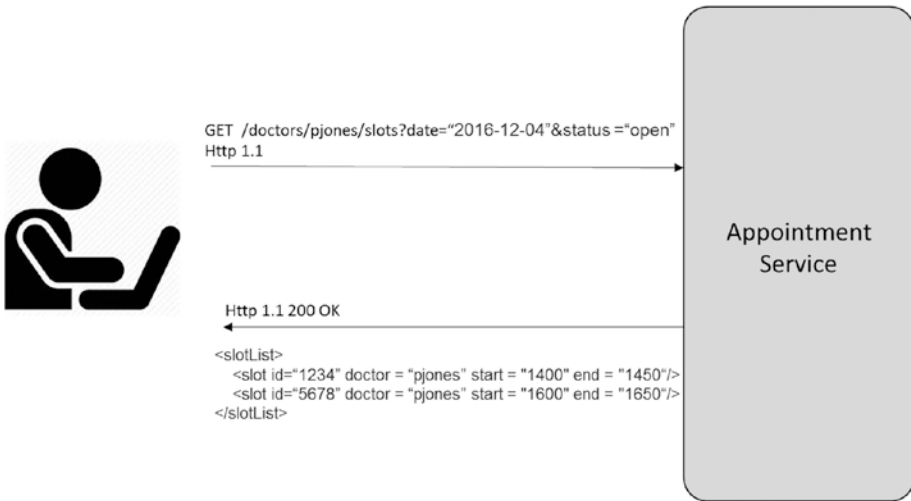 GET /doctors/pjones/slots?date=“2016-12-04”&status =“open”
Http 1.1
Appointment
Service
Http 1.1 200 OK
<slotList>
<slot id=“1234” doctor = “pjones” start = "1400" end = "1450“/>
<slot id=“5678” doctor = “pjones” start = "1600" end = "1650“/>
</slotList>